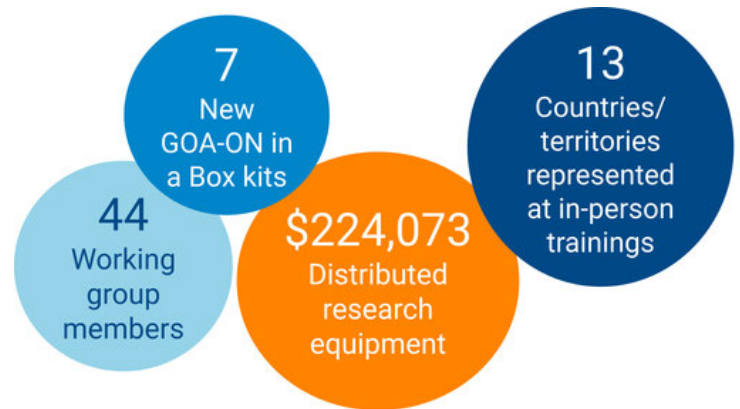 7
New
GOA-ON in
a Box kits
13
Countries/
territories
represented
at in-person
trainings
44
Working
group
members
$224,073
Distributed
research
equipment